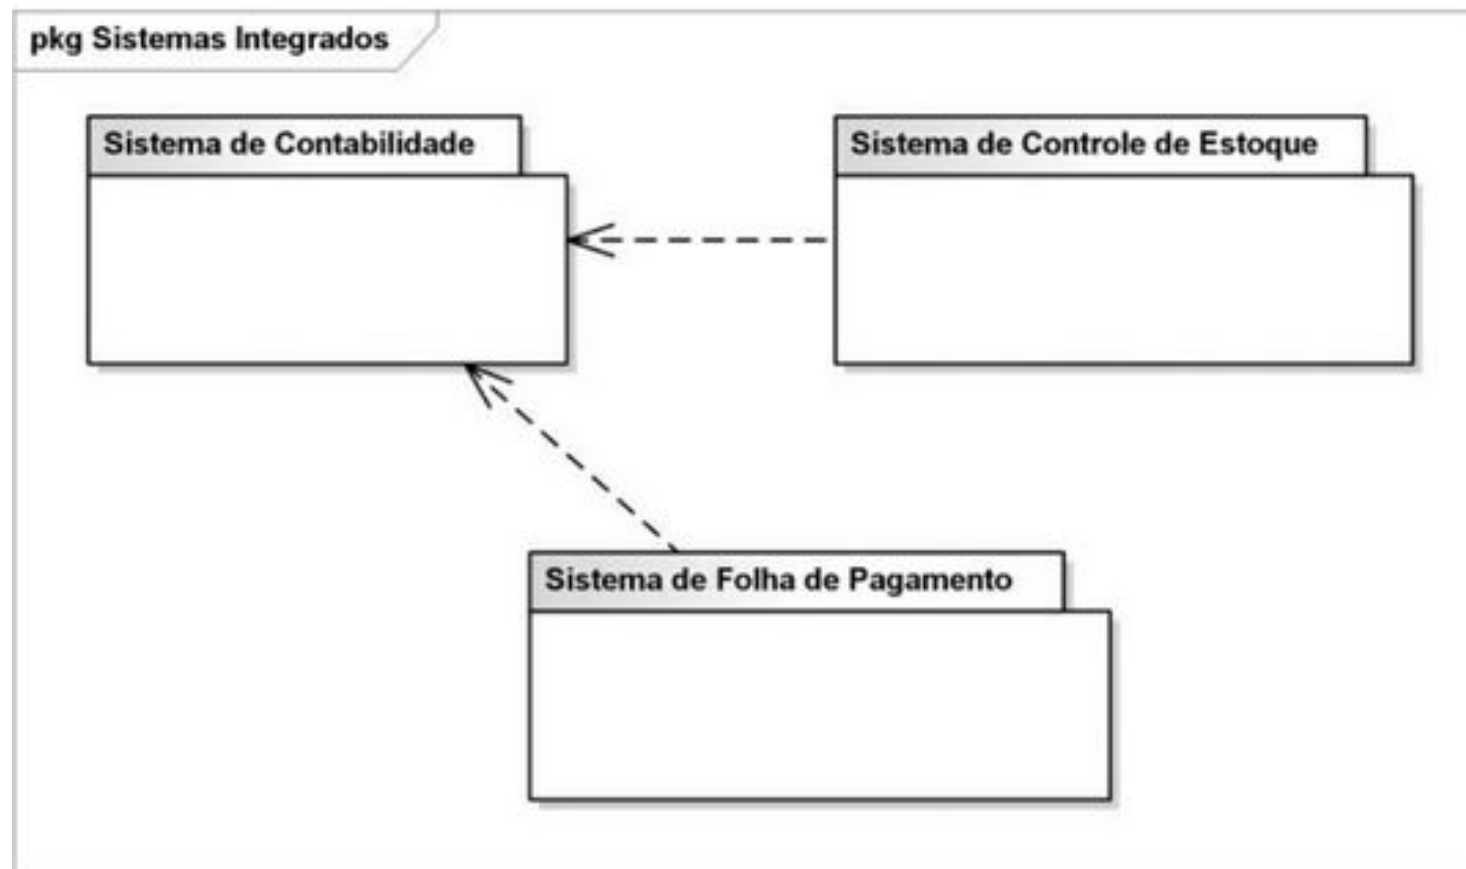 pkg Sistemas Integrados
Sistema de Contabilidade
Sistema de Controle de Estoque
Sistema de Folha de Pagamento